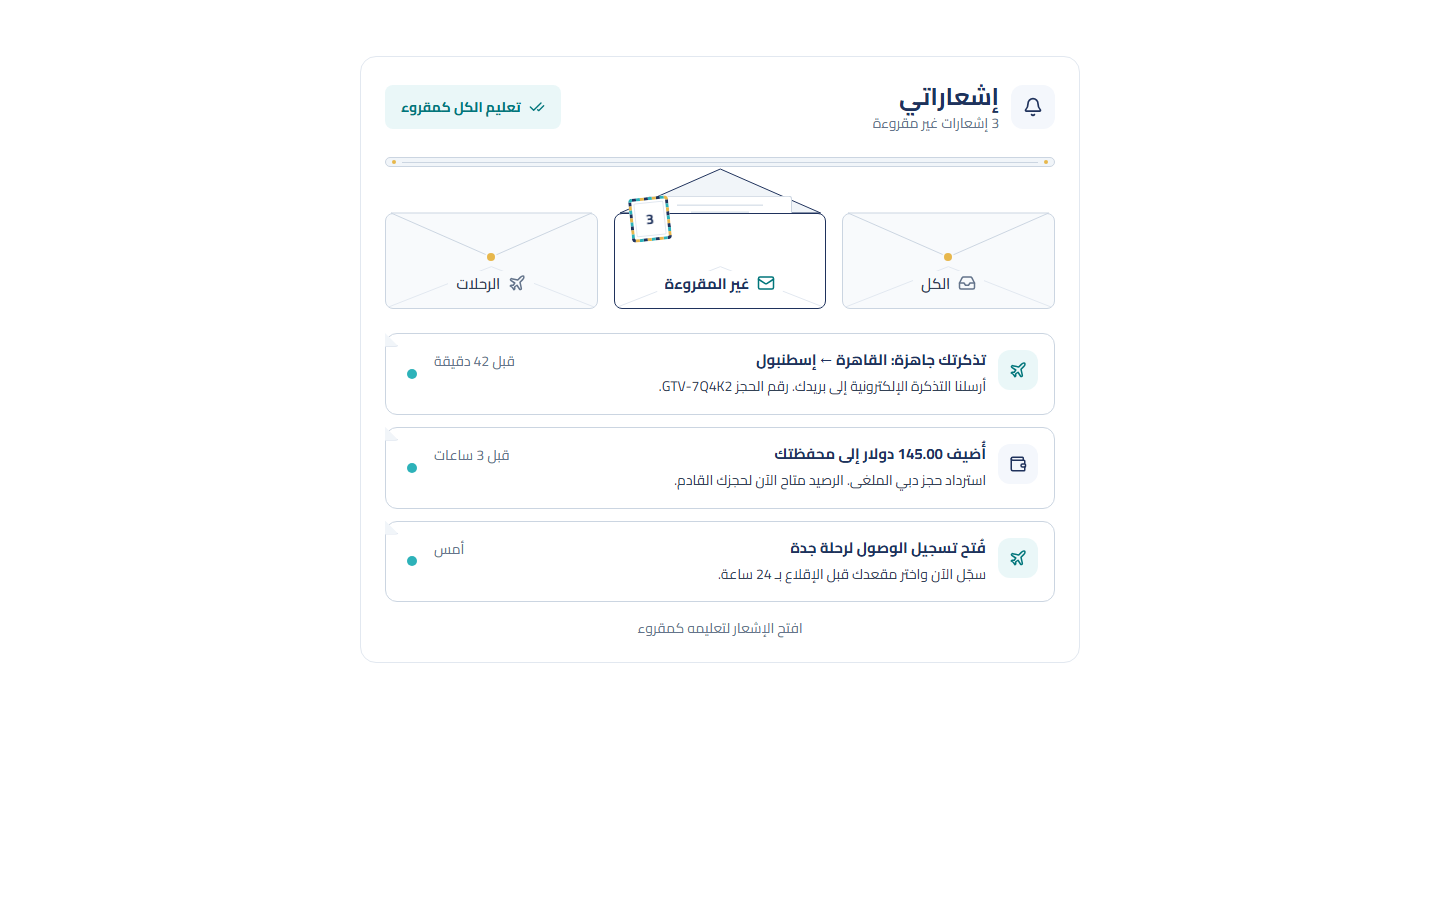 إشعاراتي
3 إشعارات غير مقروءة
تعليم الكل كمقروء
الكل
3
غير المقروءة
الرحلات
تذكرتك جاهزة: القاهرة ← إسطنبول
قبل 42 دقيقة
أرسلنا التذكرة الإلكترونية إلى بريدك. رقم الحجز GTV-7Q4K2.
أُضيف 145.00 دولار إلى محفظتك
قبل 3 ساعات
استرداد حجز دبي الملغى. الرصيد متاح الآن لحجزك القادم.
فُتح تسجيل الوصول لرحلة جدة
أمس
سجّل الآن واختر مقعدك قبل الإقلاع بـ 24 ساعة.
افتح الإشعار لتعليمه كمقروء